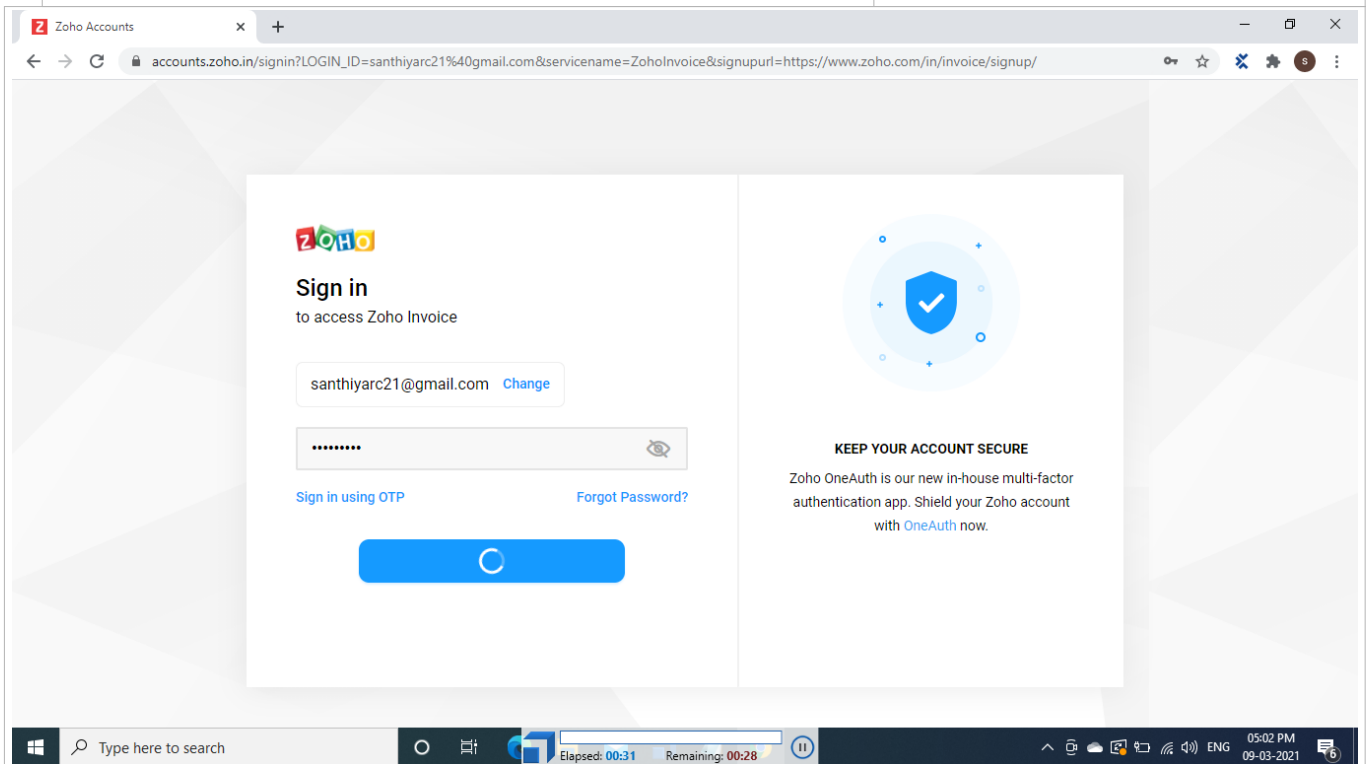 Zoho Accounts
accounts.zoho.in/signin?LOGIN_ID=santhiyarc21%40gmail.com&servicename=ZohoInvoice&signupurl=https://www.zoho.com/in/invoice/signup/
S
ZOHO
Sign in
to access Zoho Invoice
santhiyarc21@gmail.com Change
Sign in using OTP Forgot Password?
KEEP YOUR ACCOUNT SECURE
Zoho OneAuth is our new in-house multi-factor
authentication app. Shield your Zoho account
with OneAuth now.
Type here to search
Elapsed: 00:31 Remaining: 00:28
ENG
05:02 PM
09-03-2021
6